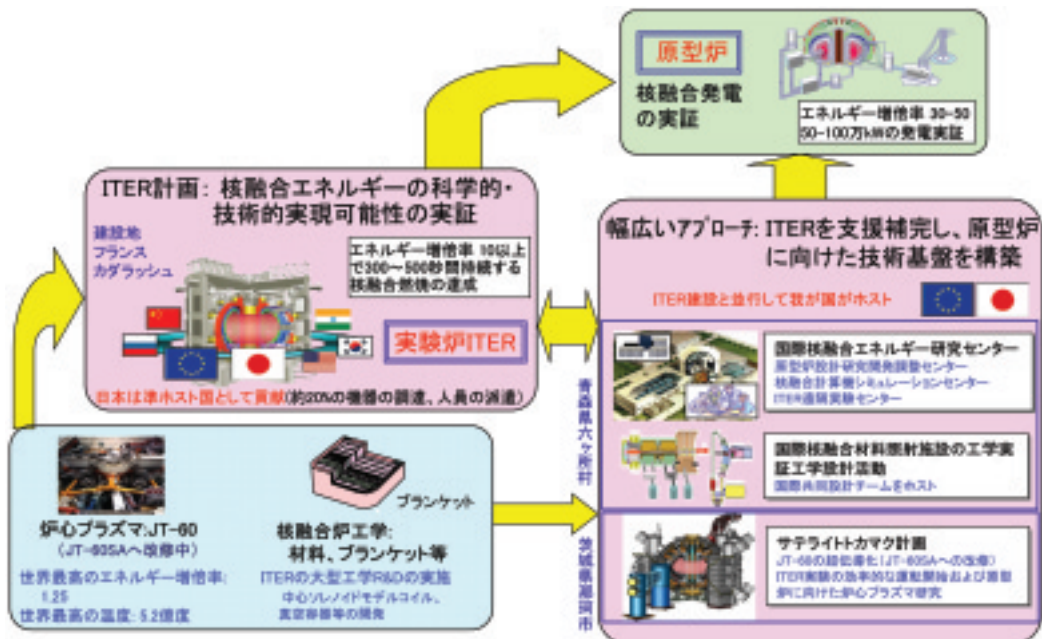 原型炉
核融合発電
の実証
エネルギー増倍率 30-50
50-100万kWの発電実証
ITER計画: 核融合エネルギーの科学的・
技術的実現可能性の実証
建設地
フランス
カダラッシュ
エネルギー増倍率 10以上
で300～500秒間持続する
核融合燃焼の達成
実験炉ITER
日本は準ホスト国として貢献(約20%の機器の調達、人員の派遣)
幅広いアプローチ: ITERを支援補完し、原型炉
に向けた技術基盤を構築
ITER建設と並行して我が国がホスト
青森県六ヶ所村
国際核融合エネルギー研究センター
原型炉設計研究開発調整センター
核融合計算機シミュレーションセンター
ITER遠隔実験センター
国際核融合材料照射施設の工学実
証工学設計活動
国際共同設計チームをホスト
茨城県那珂市
サテライトトカマク計画
JT-60の超伝導化(JT-60SAへの改修)
ITER実験の効率的な運転開始および原型
炉に向けた炉心プラズマ研究
炉心プラズマ:JT-60
(JT-60SAへ改修中)
世界最高のエネルギー増倍率:
1.25
世界最高の温度: 5.2億度
ブランケット
核融合炉工学:
材料、ブランケット等
ITERの大型工学R&Dの実施
中心ソレノイドモデルコイル、
真空容器等の開発